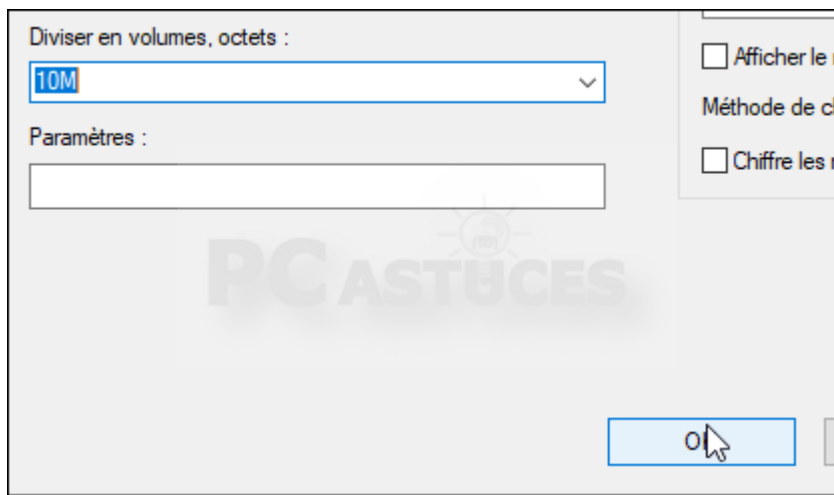 Diviser en volumes, octets :
10M
Paramètres :
Afficher le
Méthode de
Chiffre les
PC ASTUCES